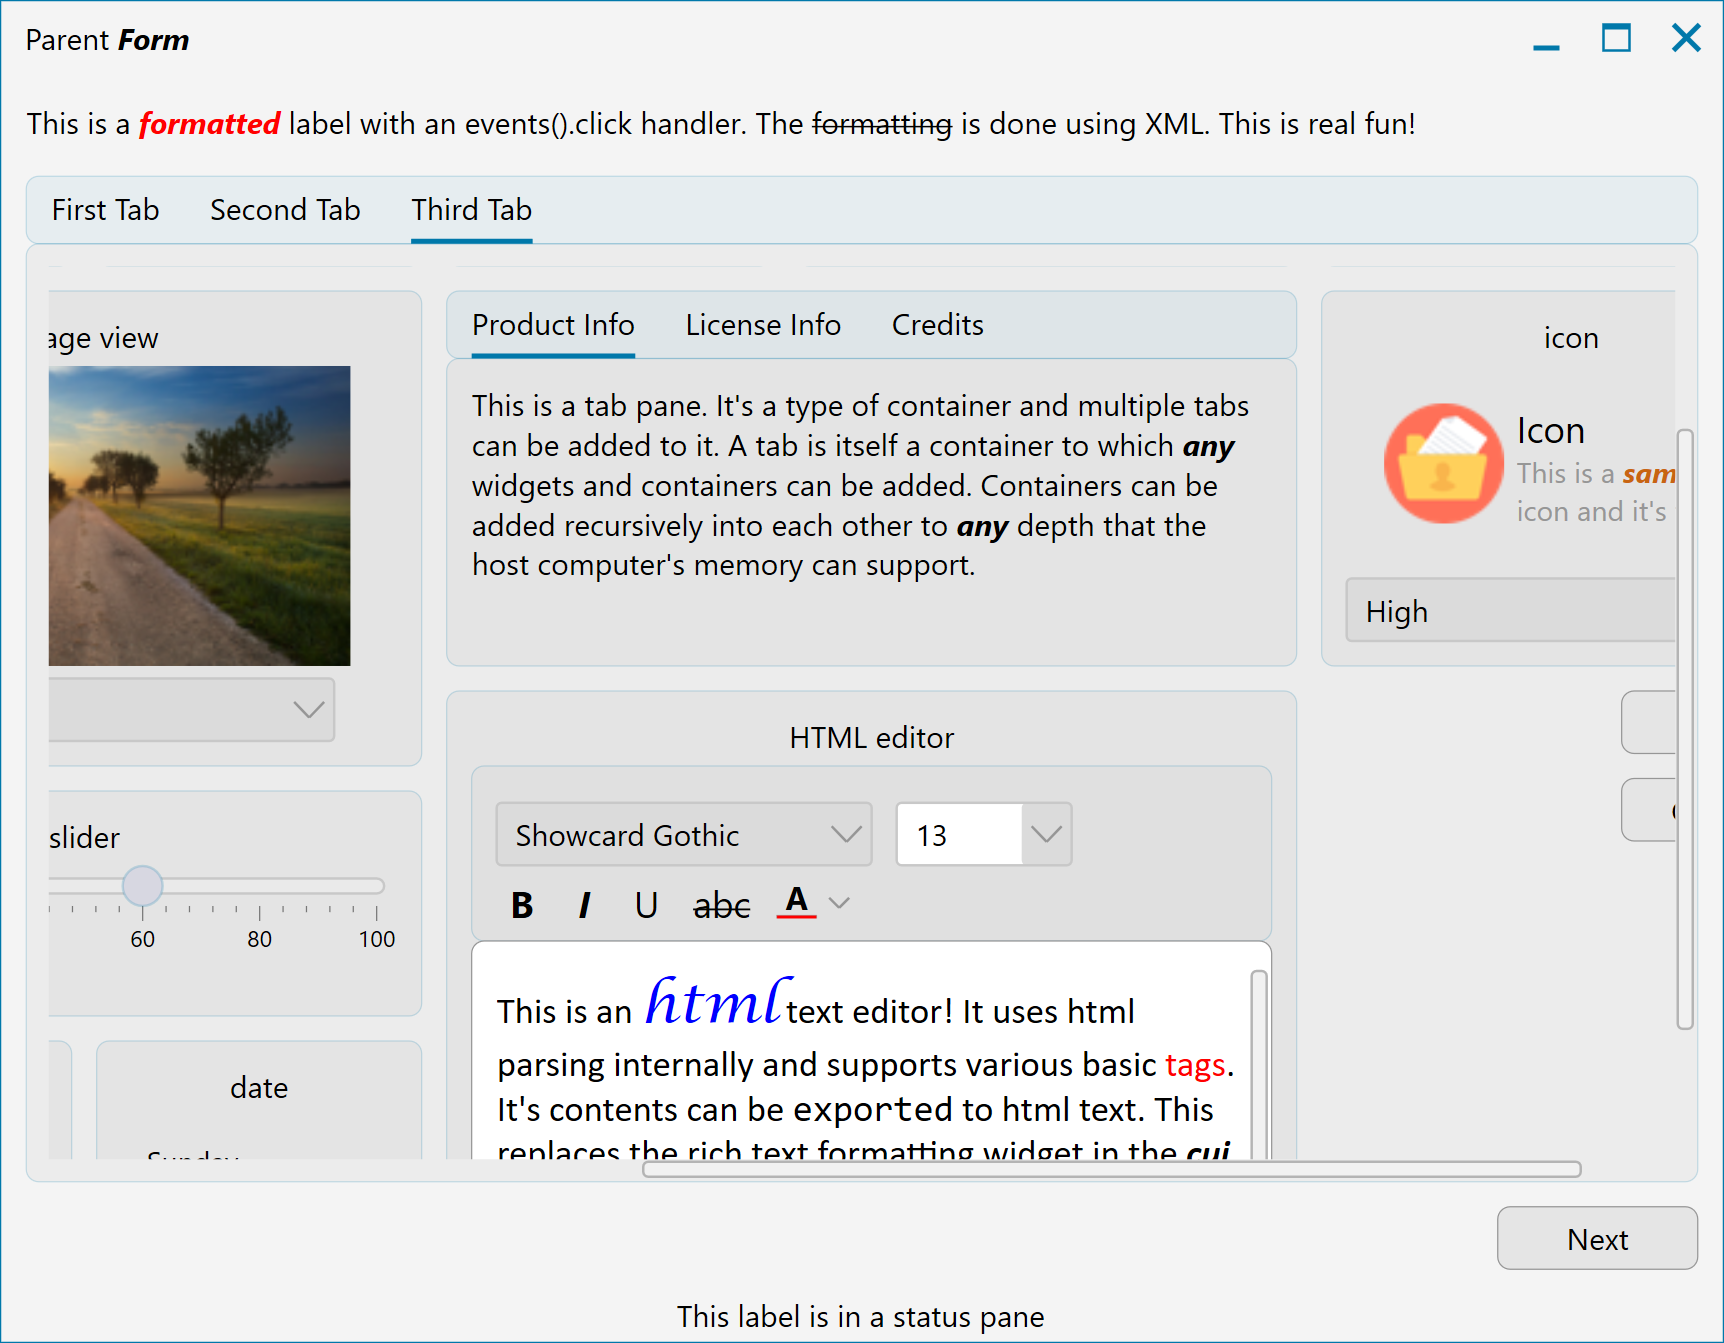 Parent Form
This is a formatted label with an events().click handler. The formatting is done using XML. This is real fun!
First Tab Second Tab Third Tab
age view
slider
60 80 100
date
Sunday
Product Info License Info Credits
This is a tab pane. It's a type of container and multiple tabs
can be added to it. A tab is itself a container to which any
widgets and containers can be added. Containers can be
added recursively into each other to any depth that the
host computer's memory can support.
HTML editor
Showcard Gothic 13
B I U abc A
This is an html text editor! It uses html
parsing internally and supports various basic tags.
It's contents can be exported to html text. This
replaces the rich text formatting widget in the cui
icon
Icon
This is a sam
icon and it's
High
Next
This label is in a status pane